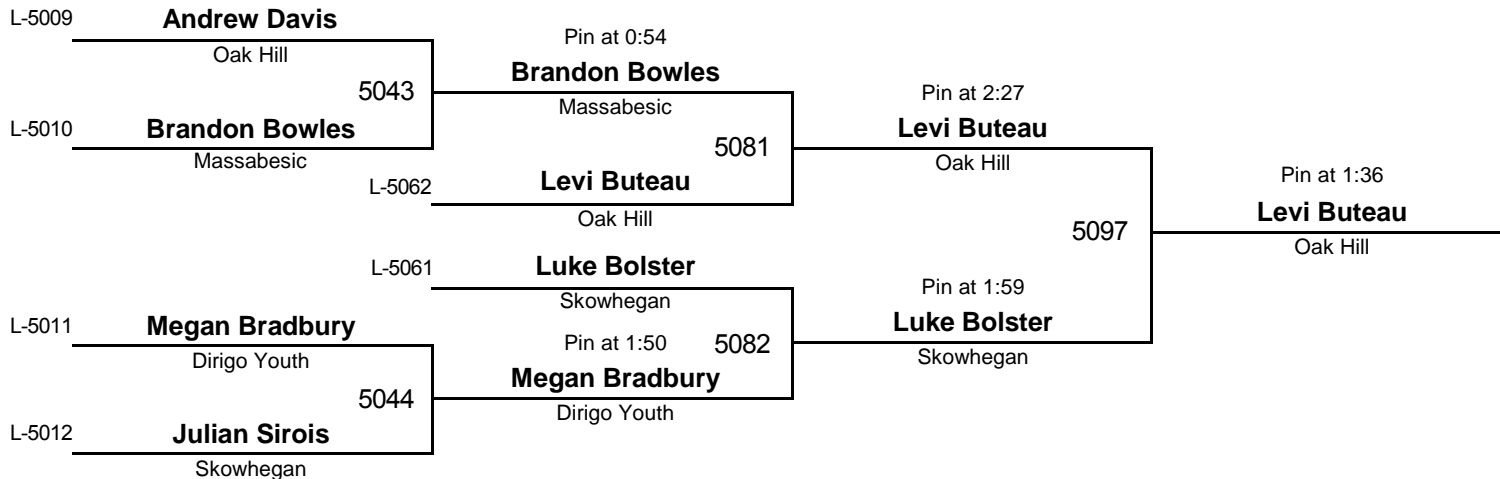 L-5009
Andrew Davis
Oak Hill
Pin at 0:54
Brandon Bowles
Massabesic
5043
Pin at 2:27
L-5010
Brandon Bowles
Massabesic
Levi Buteau
Oak Hill
5081
L-5062
Levi Buteau
Oak Hill
Pin at 1:36
Levi Buteau
Oak Hill
5097
L-5061
Luke Bolster
Skowhegan
Pin at 1:59
Luke Bolster
Skowhegan
L-5011
Megan Bradbury
Dirigo Youth
Pin at 1:50
5082
Megan Bradbury
Dirigo Youth
5044
L-5012
Julian Sirois
Skowhegan